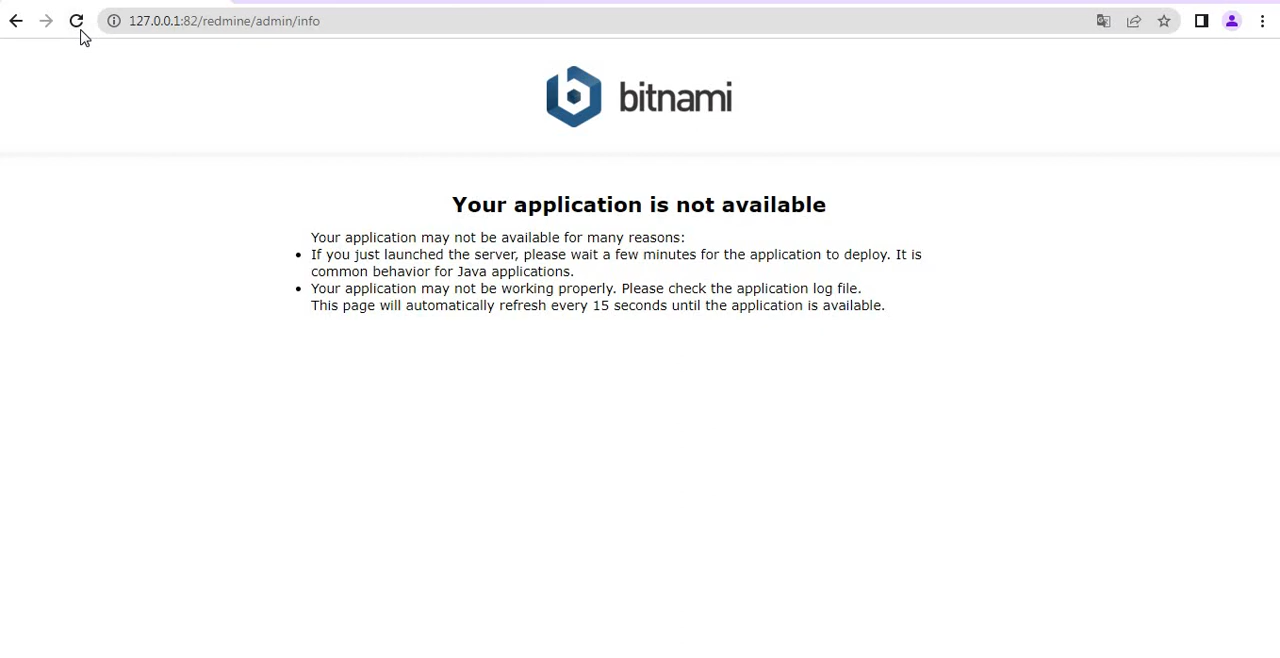 127.0.0.1:82/redmine/admin/info
bitnami
Your application is not available
Your application may not be available for many reasons:
• If you just launched the server, please wait a few minutes for the application to deploy. It is
common behavior for Java applications.
• Your application may not be working properly. Please check the application log file.
This page will automatically refresh every 15 seconds until the application is available.